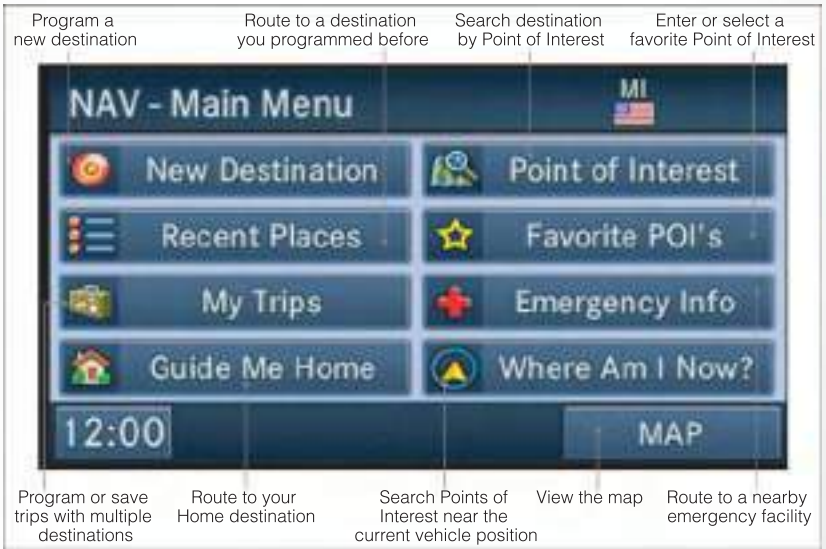 Program a
new destination
Route to a destination
you programmed before
Search destination
by Point of Interest
Enter or select a
favorite Point of Interest
NAV - Main Menu
MI
New Destination
Point of Interest
Recent Places
Favorite POI's
My Trips
Emergency Info
Guide Me Home
Where Am I Now?
12:00
MAP
Program or save
trips with multiple
destinations
Route to your
Home destination
Search Points of
Interest near the
current vehicle position
View the map
Route to a nearby
emergency facility